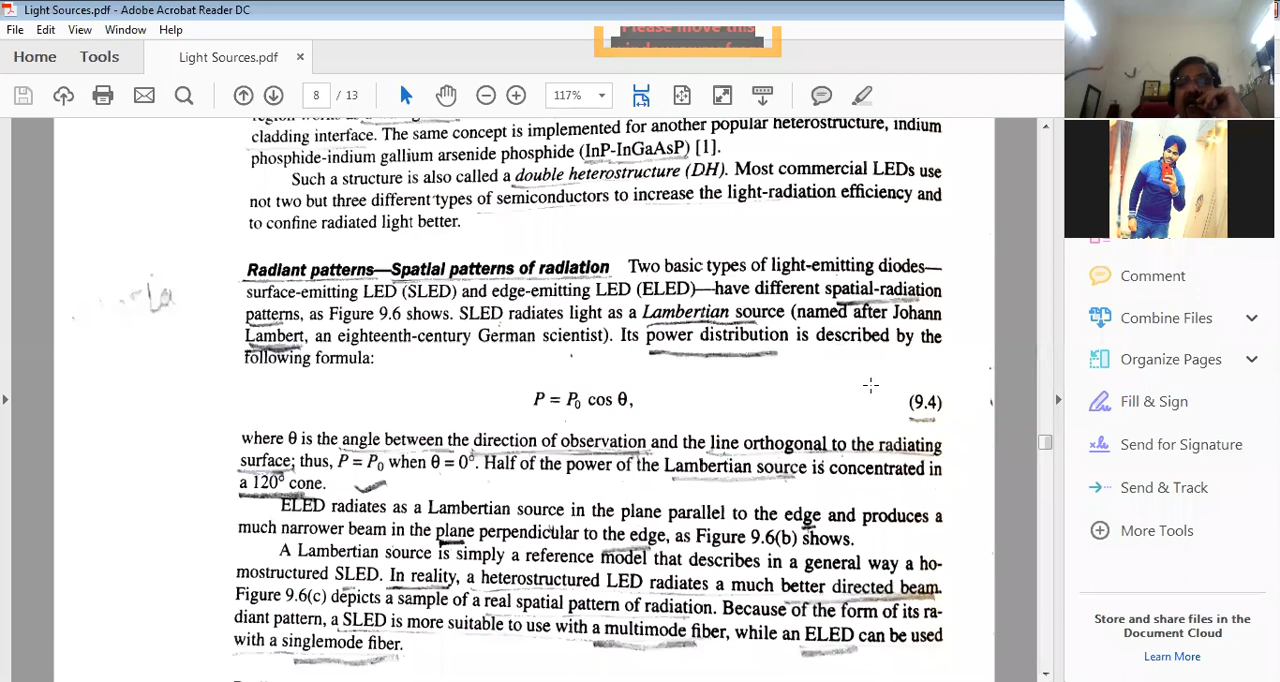 Light Sources.pdf - Adobe Acrobat Reader DC
File Edit View Window Help
Please move this
Home Tools Light Sources.pdf ×
8 / 13 117%
cladding interface. The same concept is implemented for another popular heterostructure, indium
phosphide-indium gallium arsenide phosphide (InP-InGaAsP) [1].
Such a structure is also called a double heterostructure (DH). Most commercial LEDs use
not two but three different types of semiconductors to increase the light-radiation efficiency and
to confine radiated light better.
Radiant patterns—Spatial patterns of radiation Two basic types of light-emitting diodes—
surface-emitting LED (SLED) and edge-emitting LED (ELED)—have different spatial-radiation
patterns, as Figure 9.6 shows. SLED radiates light as a Lambertian source (named after Johann
Lambert, an eighteenth-century German scientist). Its power distribution is described by the
following formula:
P = P₀ cos θ, (9.4)
where θ is the angle between the direction of observation and the line orthogonal to the radiating
surface; thus, P = P₀ when θ = 0°. Half of the power of the Lambertian source is concentrated in
a 120° cone.
ELED radiates as a Lambertian source in the plane parallel to the edge and produces a
much narrower beam in the plane perpendicular to the edge, as Figure 9.6(b) shows.
A Lambertian source is simply a reference model that describes in a general way a ho-
mostructured SLED. In reality, a heterostructured LED radiates a much better directed beam.
Figure 9.6(c) depicts a sample of a real spatial pattern of radiation. Because of the form of its ra-
diant pattern, a SLED is more suitable to use with a multimode fiber, while an ELED can be used
with a singlemode fiber.
Comment
Combine Files
Organize Pages
Fill & Sign
Send for Signature
Send & Track
More Tools
Store and share files in the
Document Cloud
Learn More